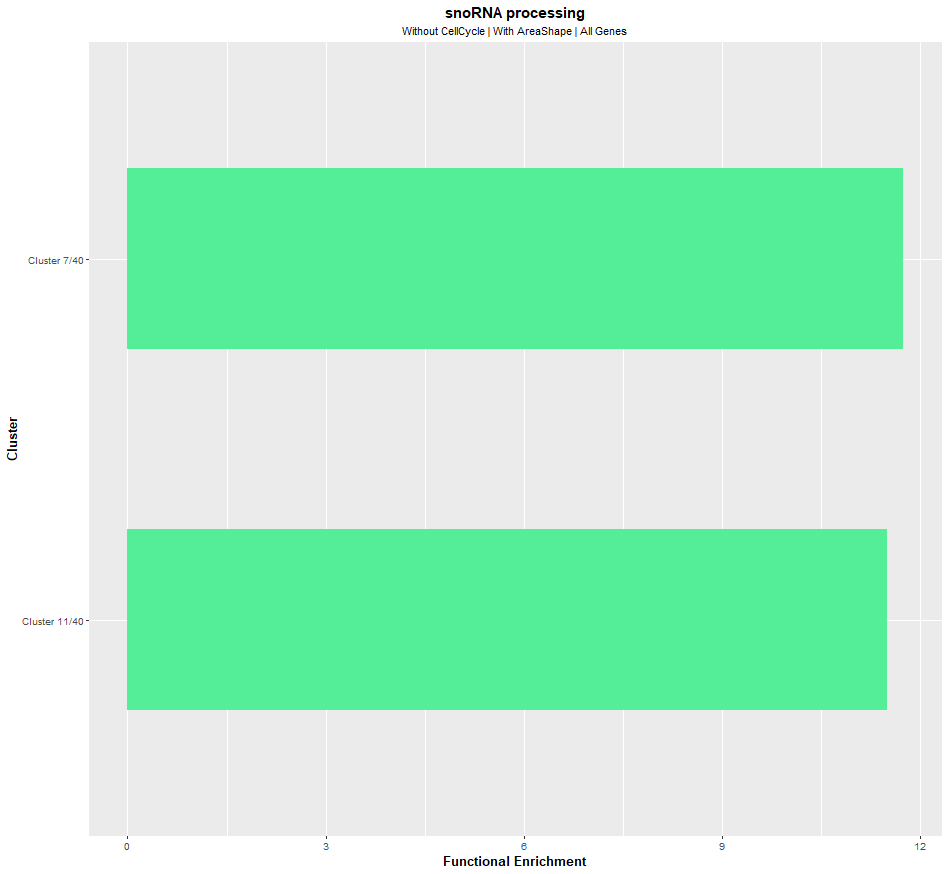 snoRNA processing
Without CellCycle | With AreaShape | All Genes
Cluster
Cluster 7/40
Cluster 11/40
0 3 6 9 12
Functional Enrichment